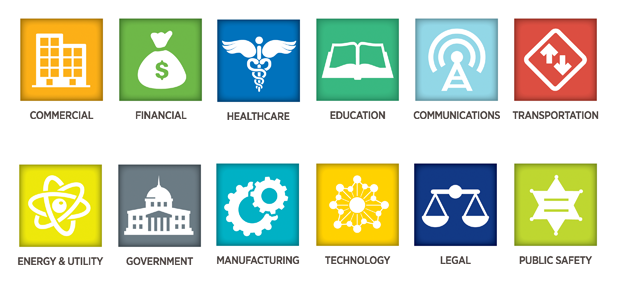 $
COMMERCIAL
FINANCIAL
HEALTHCARE
EDUCATION
COMMUNICATIONS
TRANSPORTATION
ENERGY & UTILITY
GOVERNMENT
MANUFACTURING
TECHNOLOGY
LEGAL
PUBLIC SAFETY